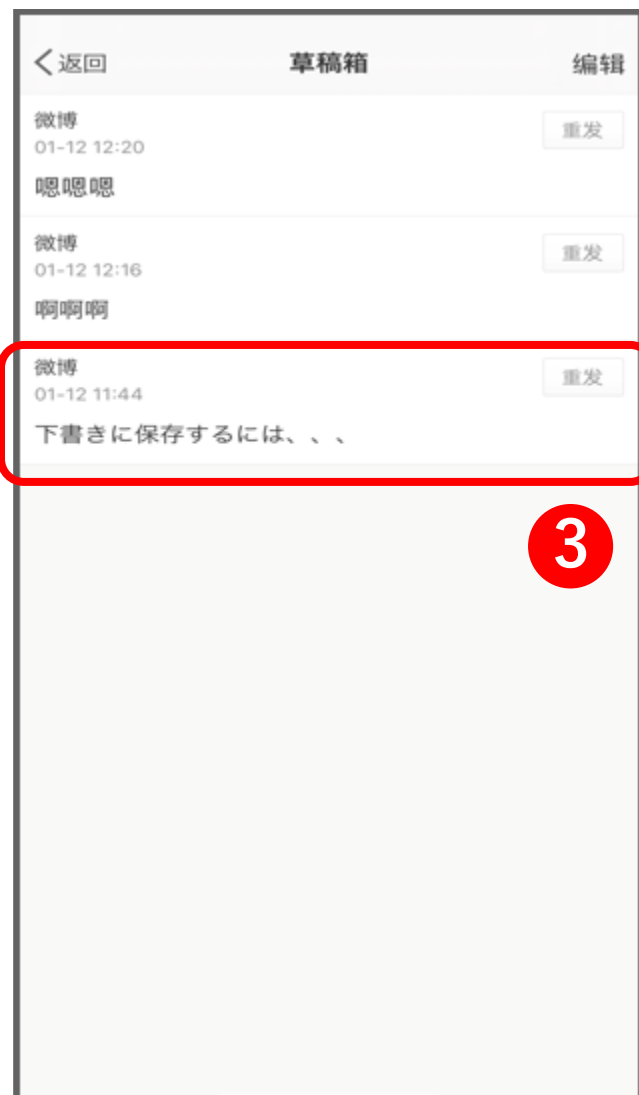 返回 草稿箱 编辑
微博 重发
01-12 12:20
嗯嗯嗯
微博 重发
01-12 12:16
啊啊啊
微博 重发
01-12 11:44
下書きに保存するには、、、
3